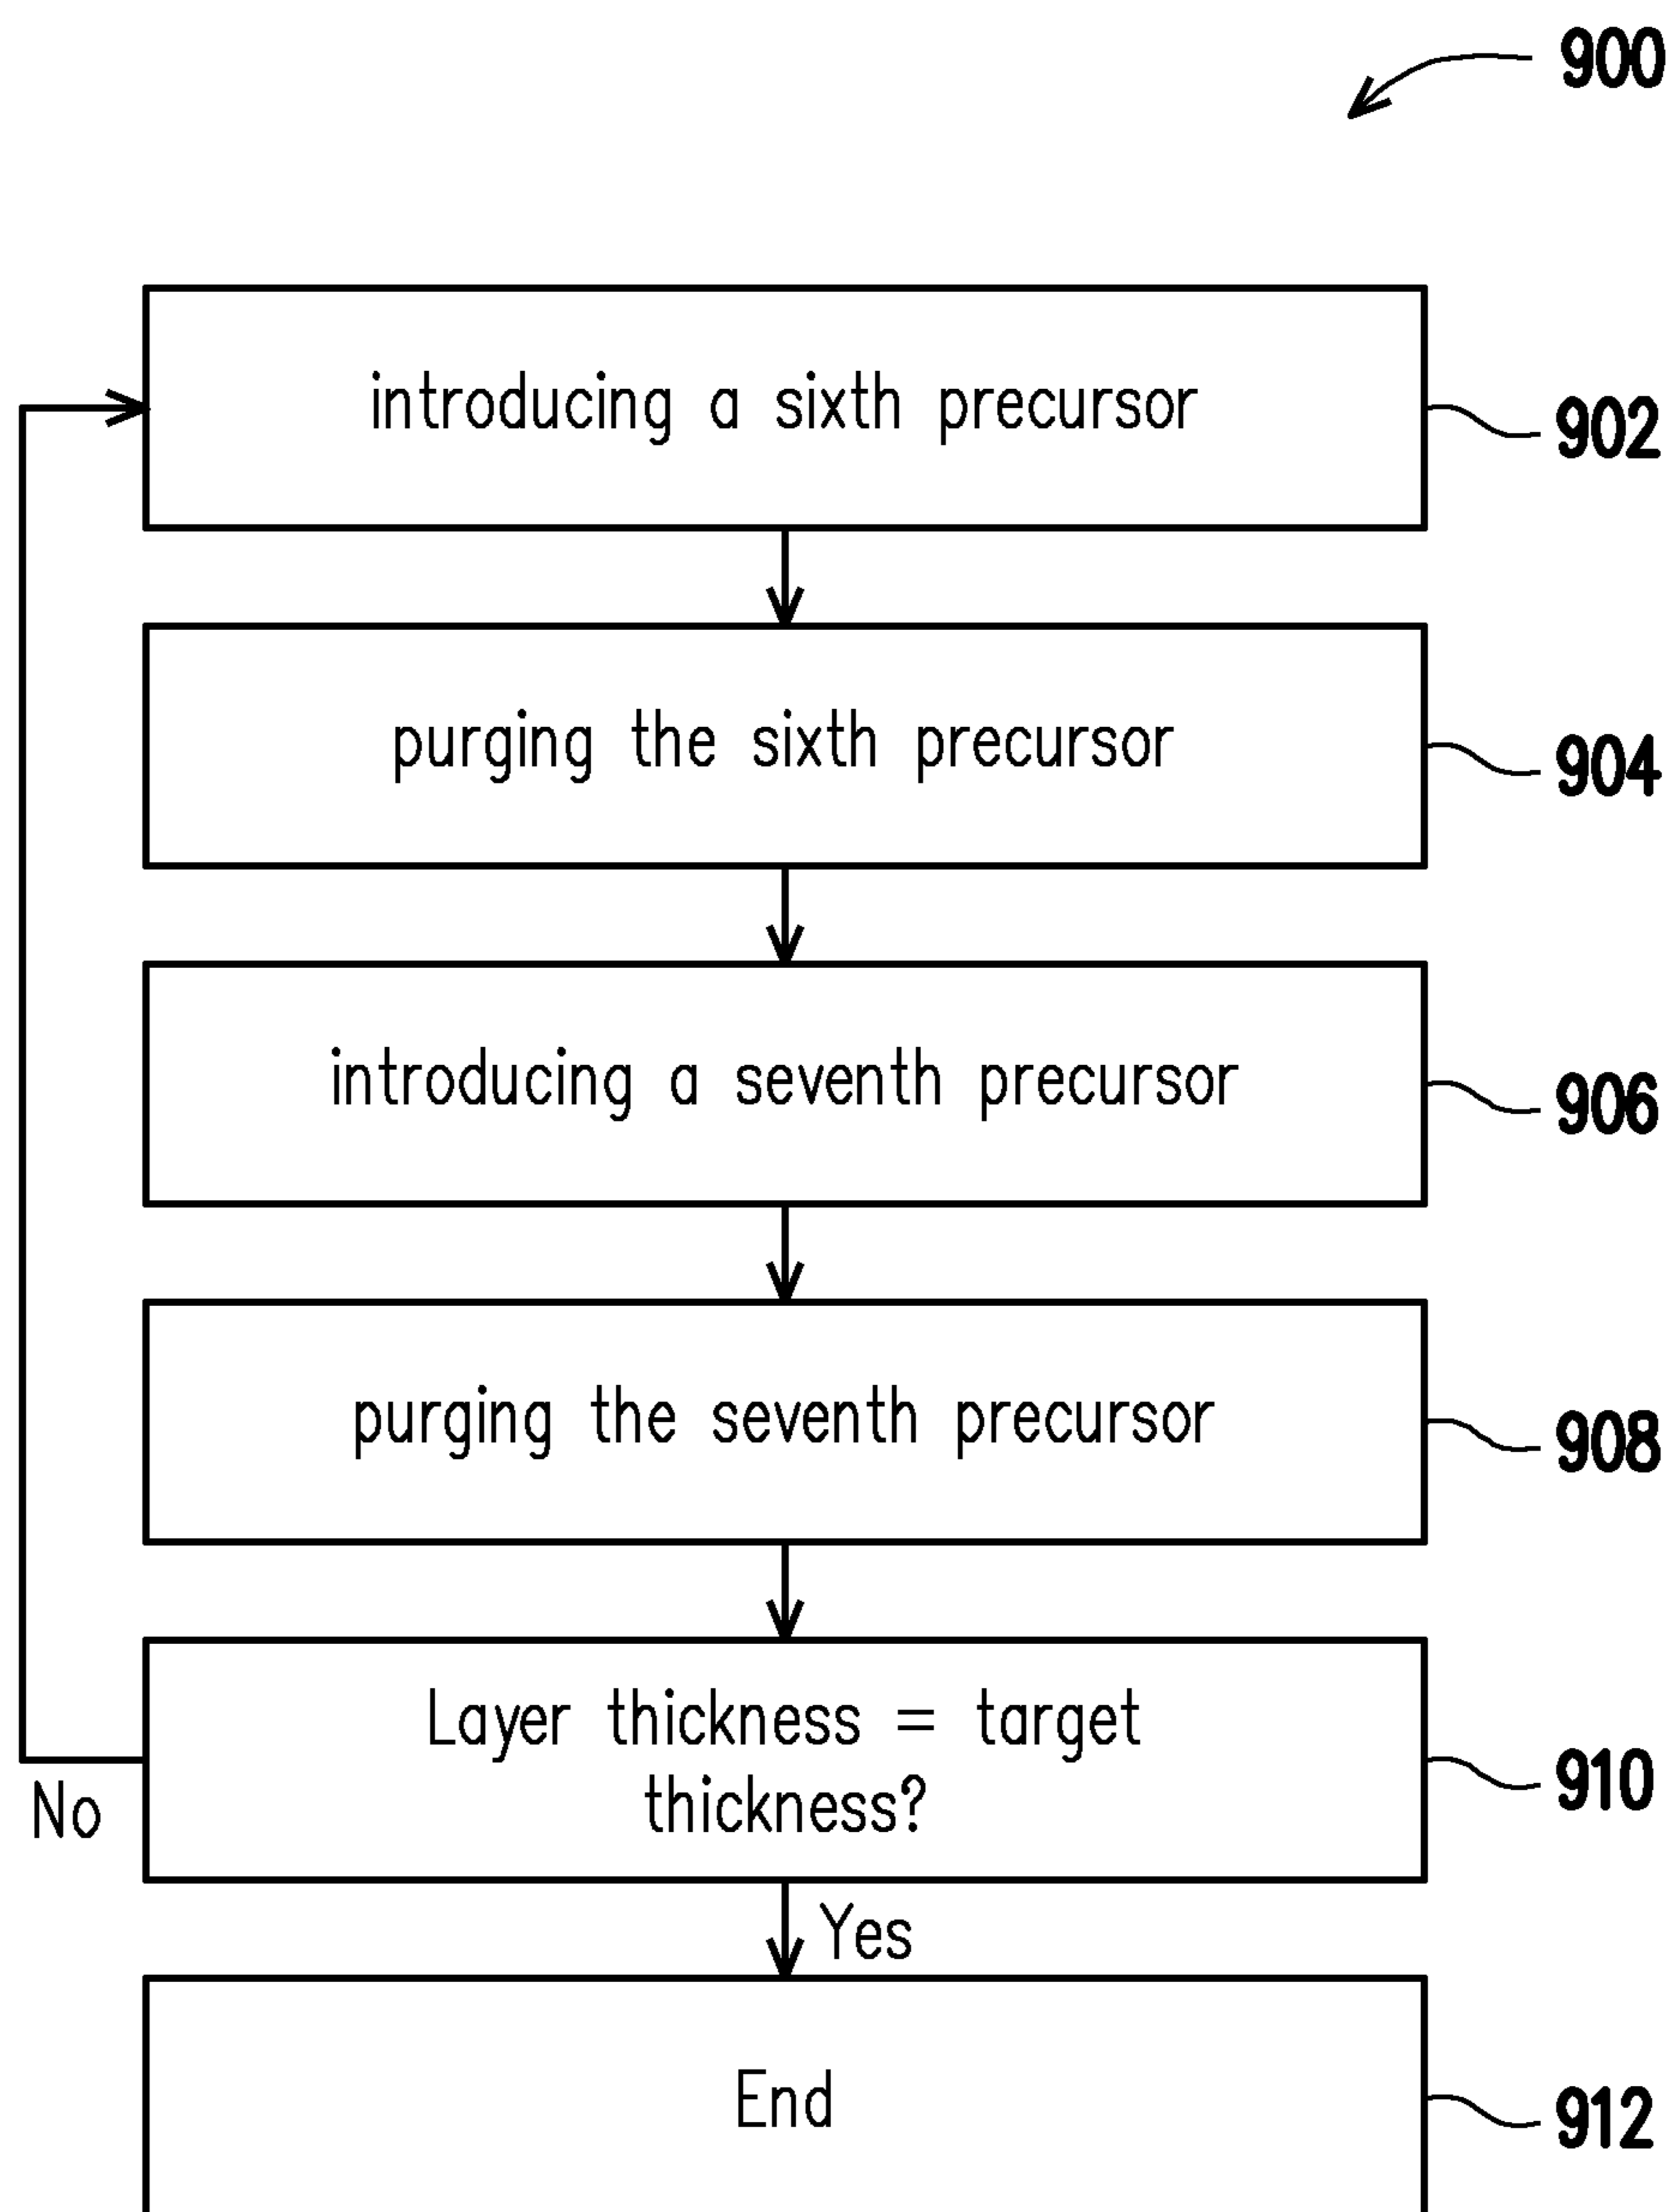 900
introducing a sixth precursor
902
purging the sixth precursor
904
introducing a seventh precursor
906
purging the seventh precursor
908
Layer thickness = target
thickness?
910
No
Yes
End
912